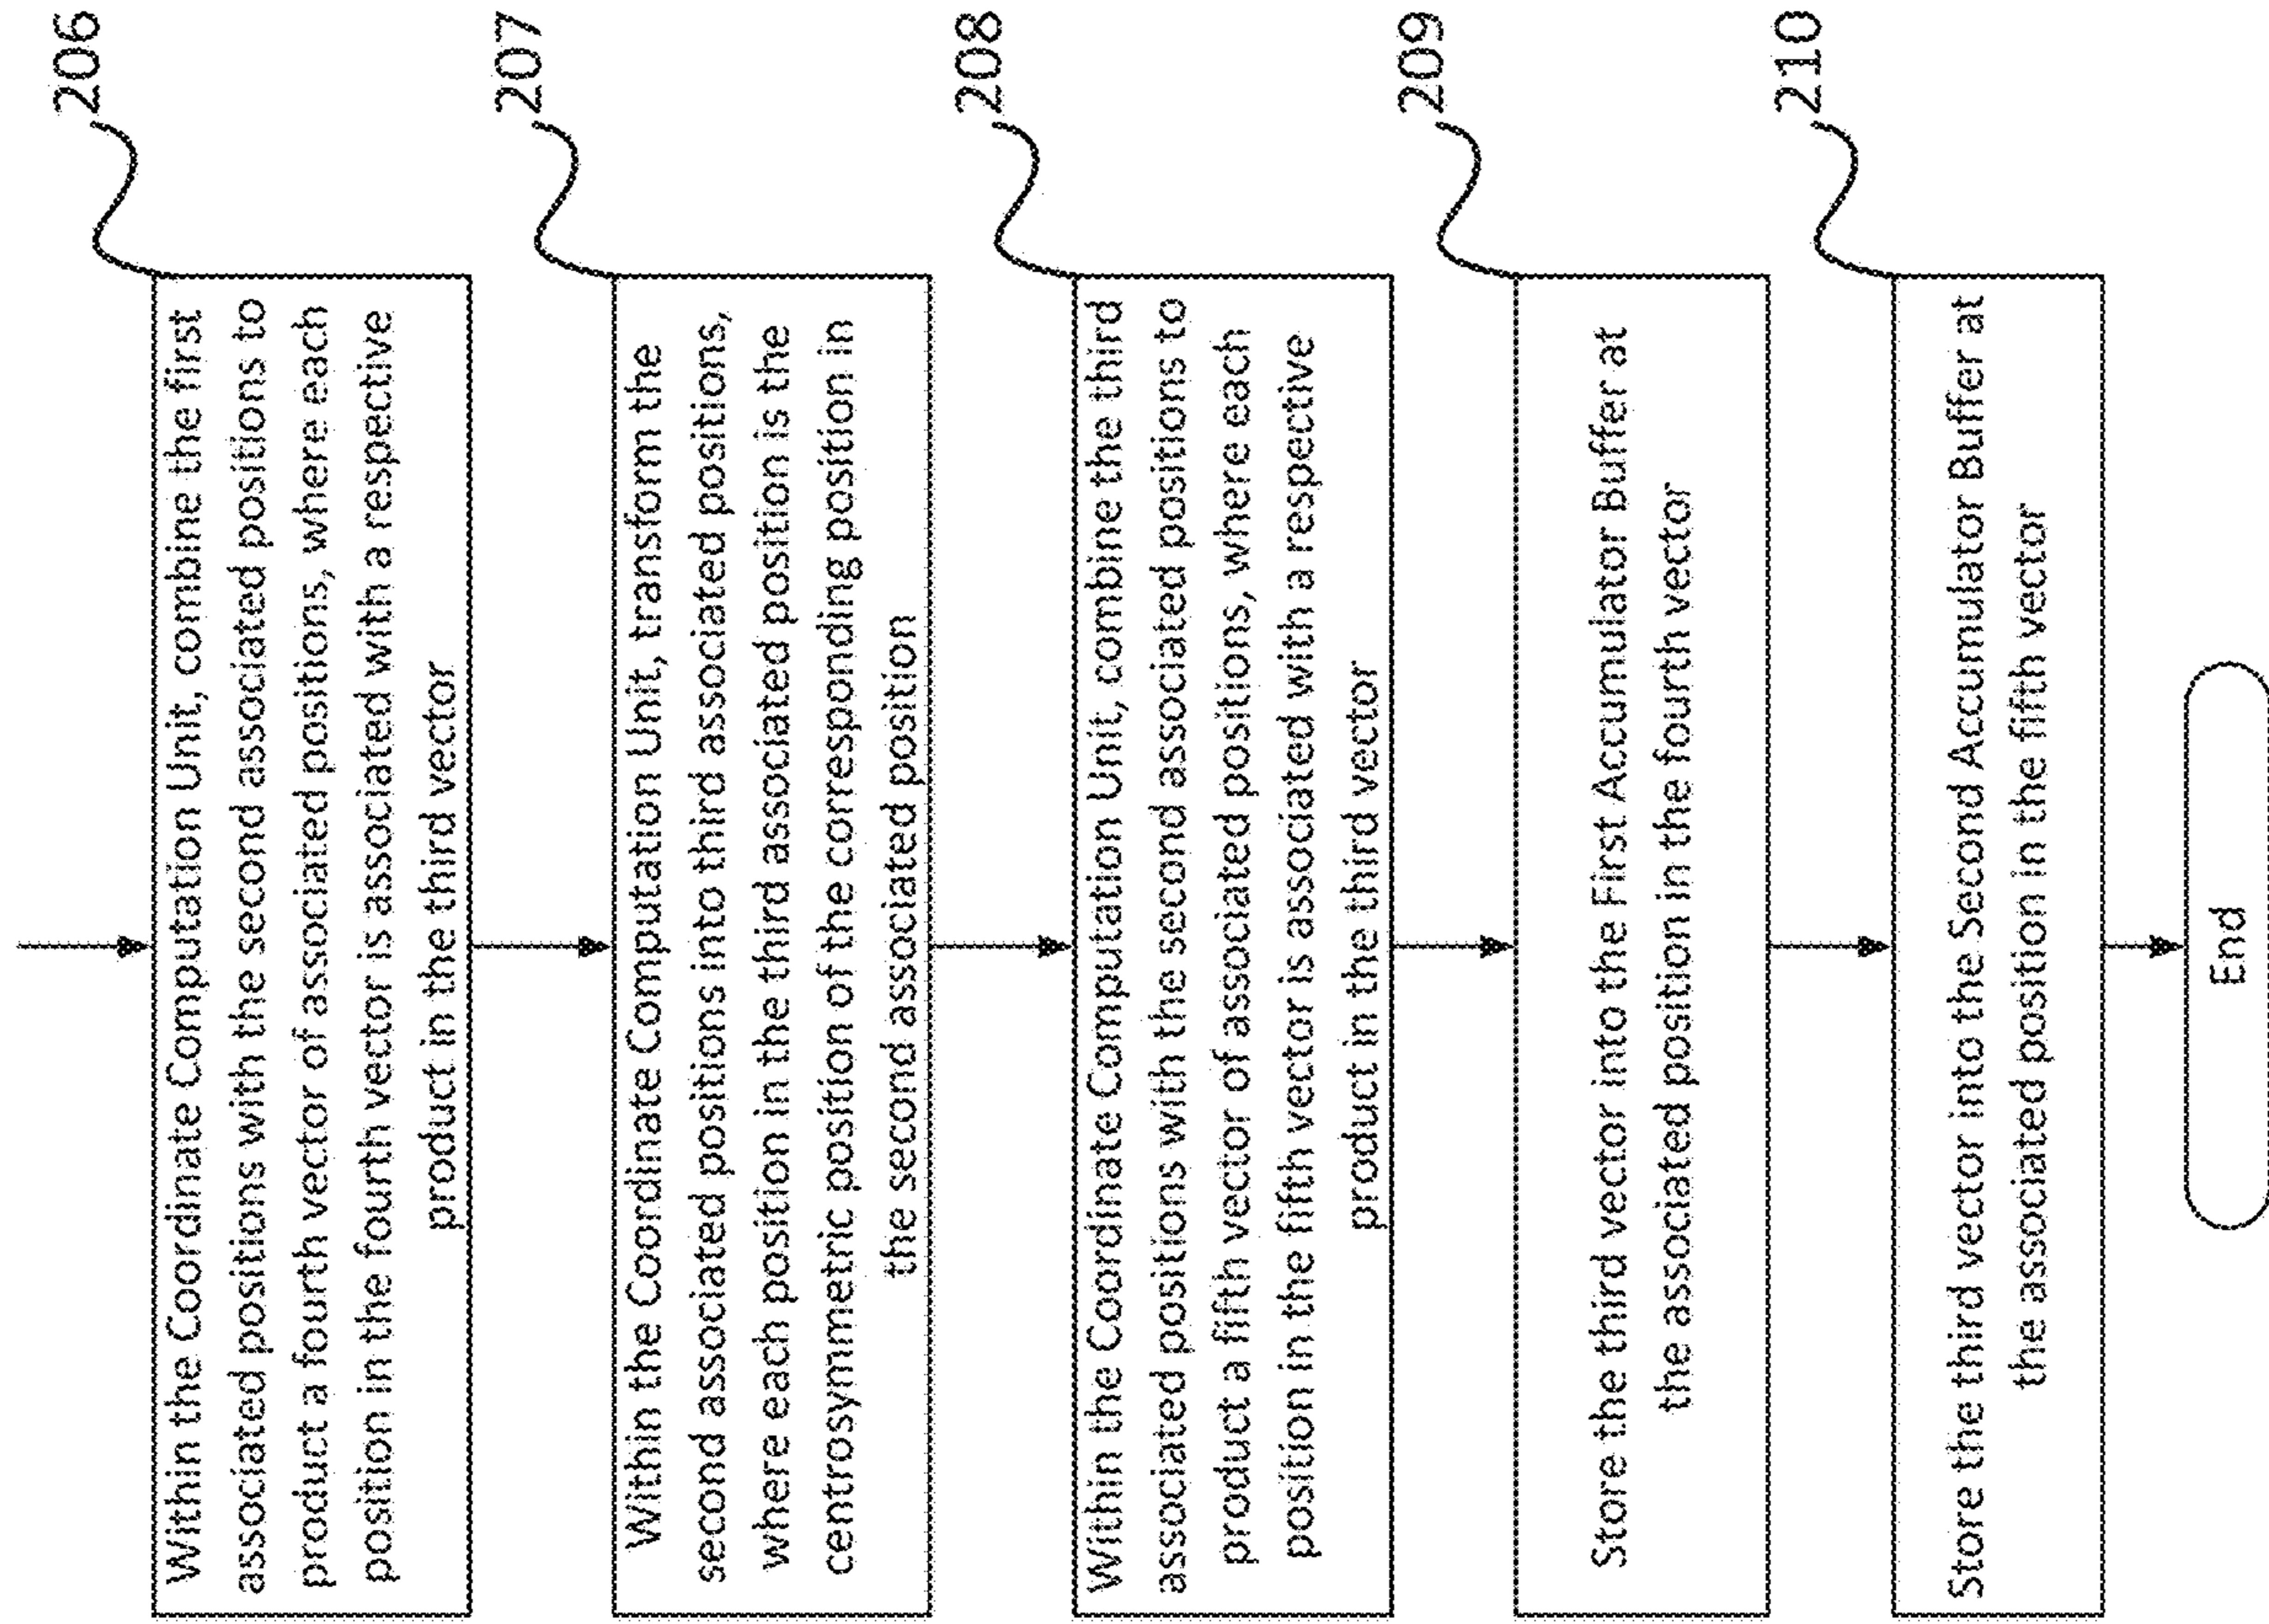 206
Within the Coordinate Computation Unit, combine the first
associated positions with the second associated positions to
product a fourth vector of associated positions, where each
position in the fourth vector is associated with a respective
product in the third vector
207
Within the Coordinate Computation Unit, transform the
second associated positions into third associated positions,
where each position in the third associated position is the
centrosymmetric position of the corresponding position in
the second associated position
208
Within the Coordinate Computation Unit, combine the third
associated positions with the second associated positions to
product a fifth vector of associated positions, where each
position in the fifth vector is associated with a respective
product in the third vector
209
Store the third vector into the First Accumulator Buffer at
the associated position in the fourth vector
210
Store the third vector into the Second Accumulator Buffer at
the associated position in the fifth vector
End